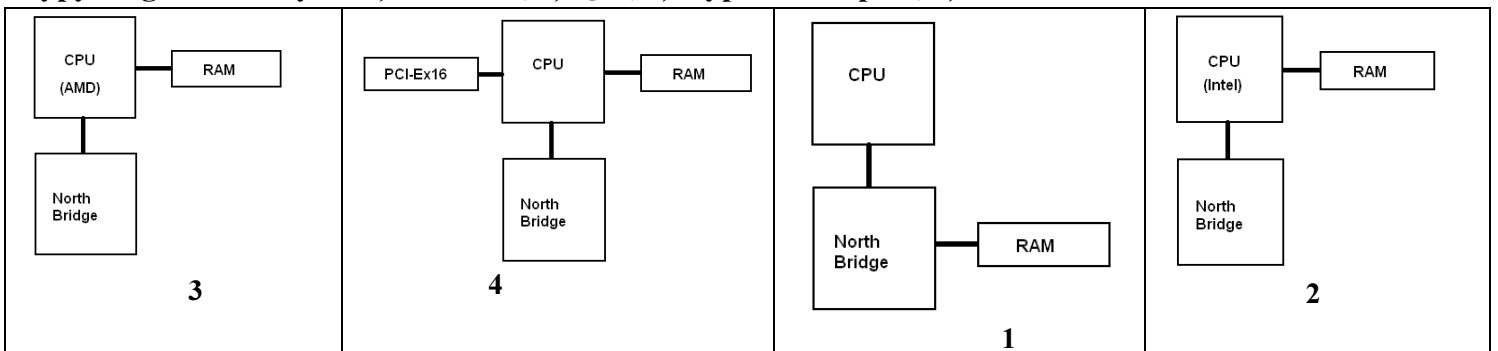 CPU
(AMD)
RAM
North
Bridge
3
PCI-Ex16
CPU
RAM
North
Bridge
4
CPU
North
Bridge
RAM
1
CPU
(Intel)
RAM
North
Bridge
2